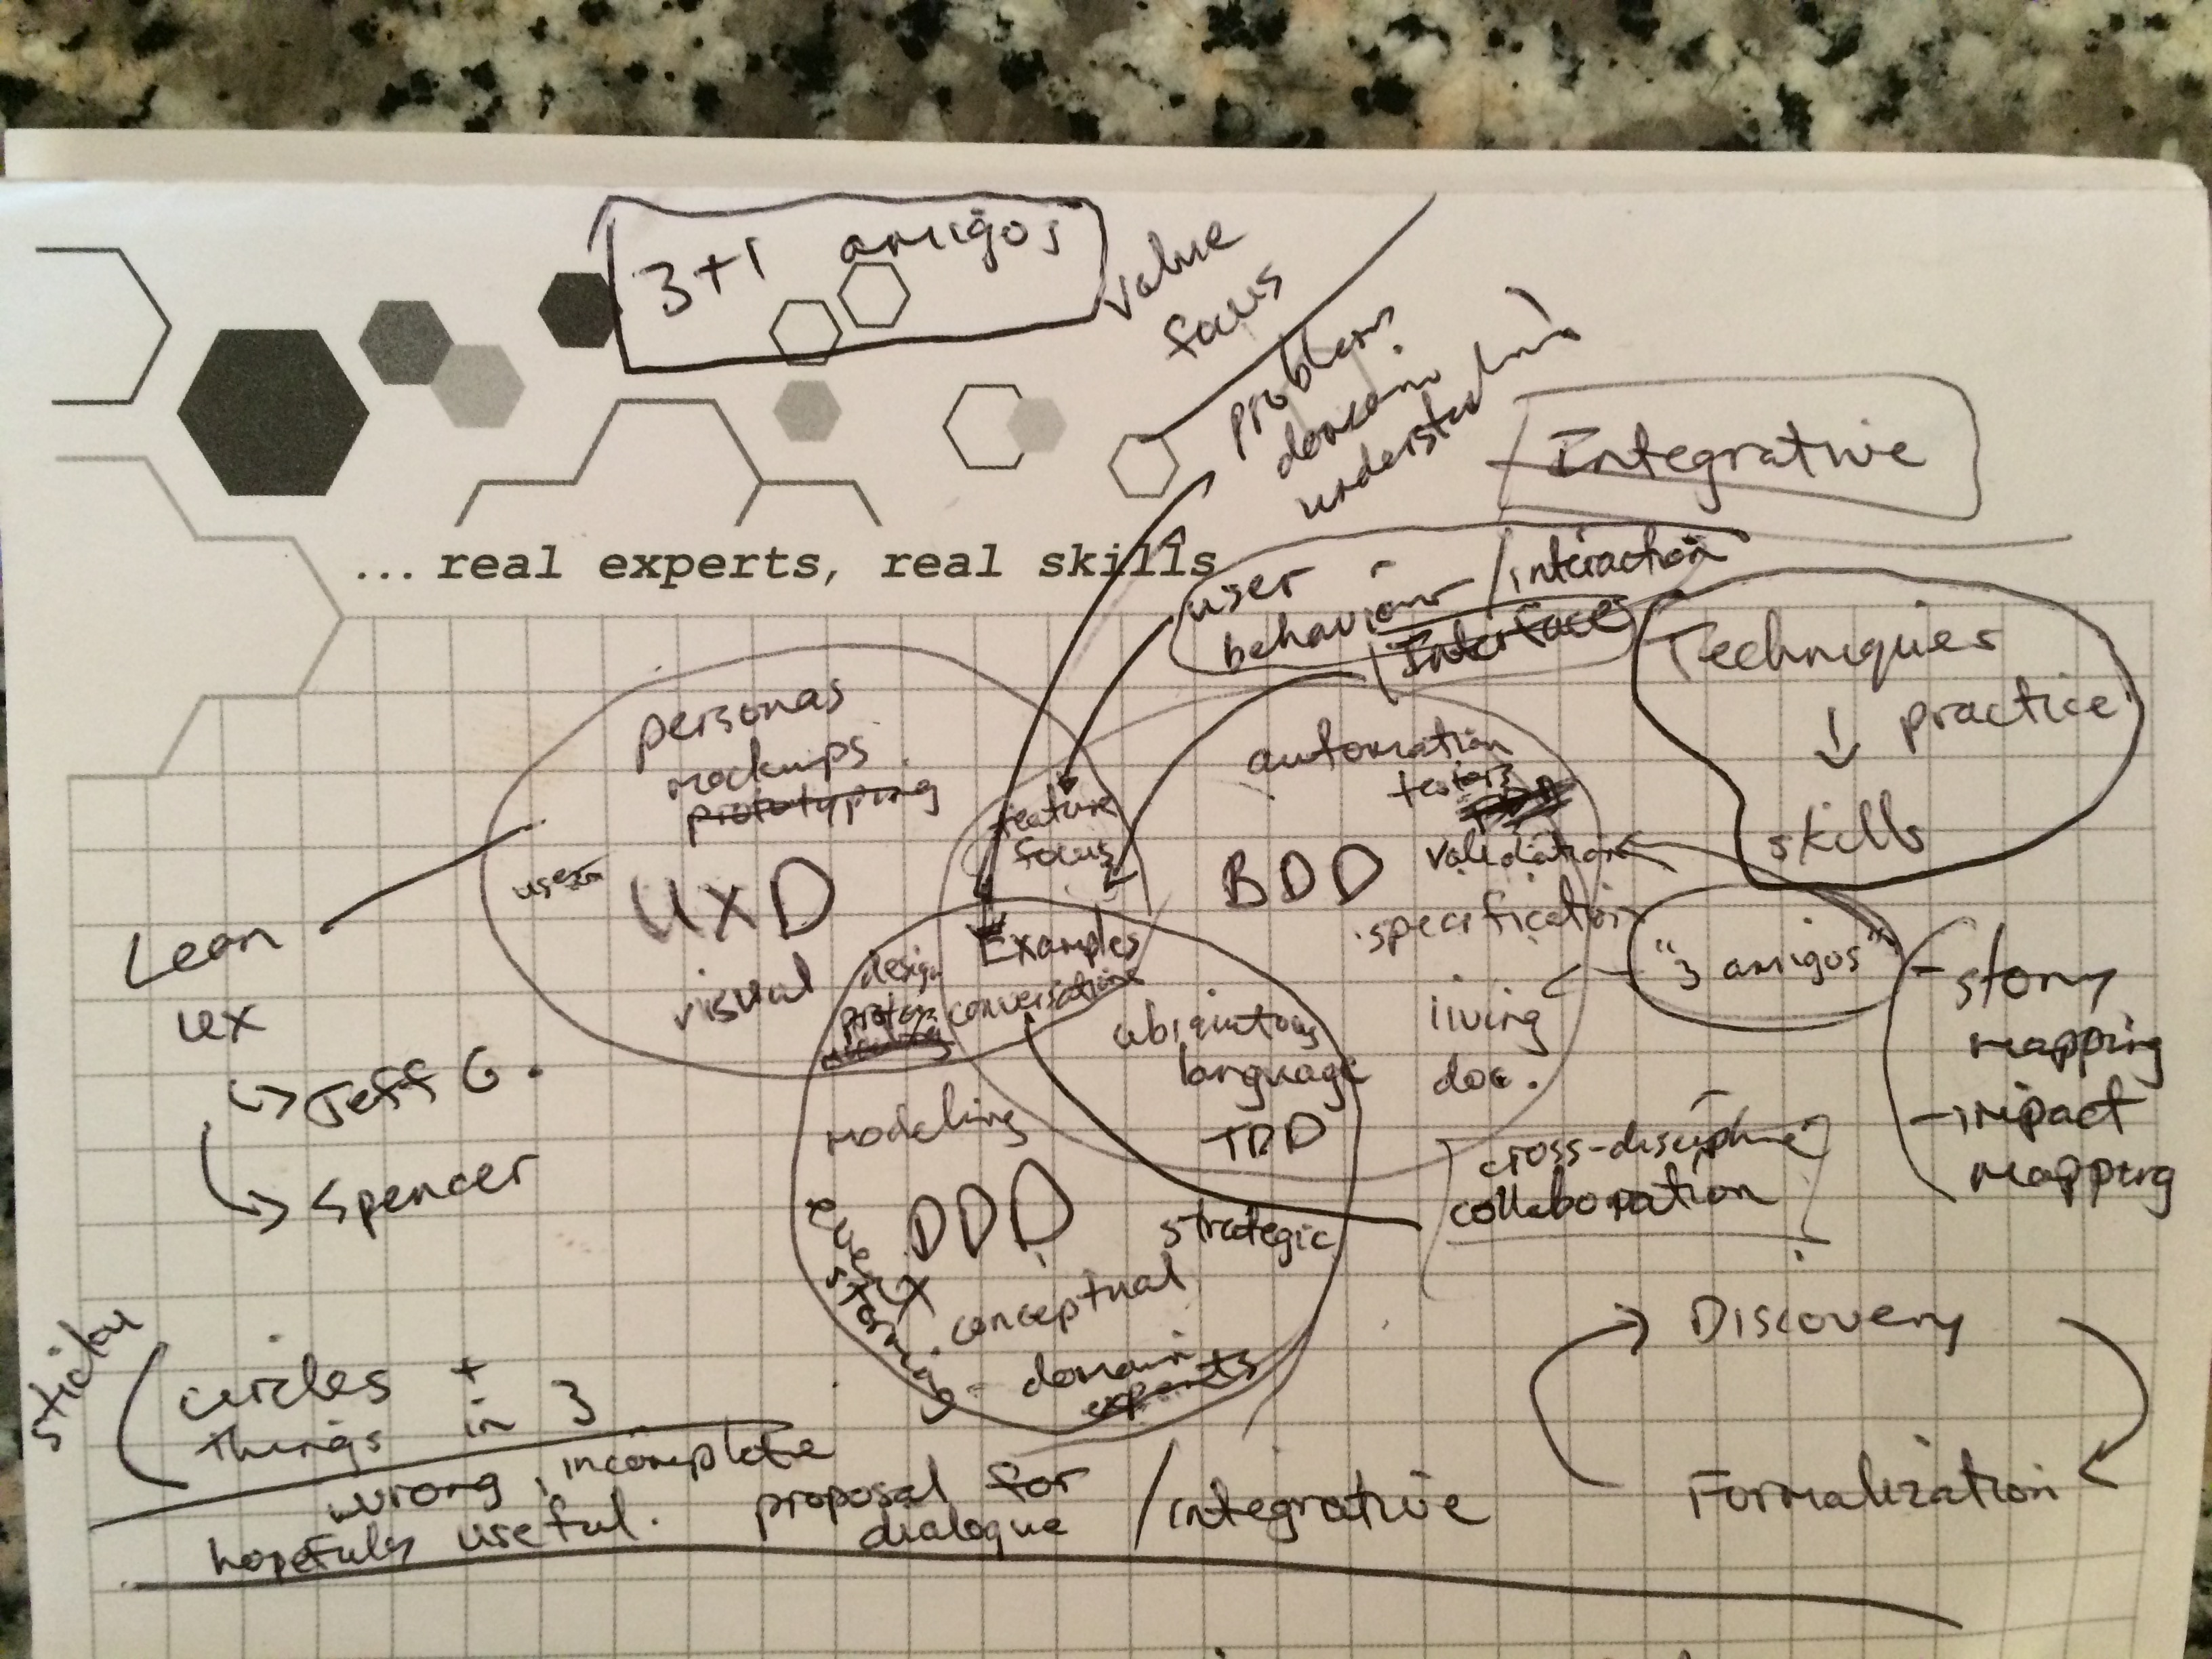 3+1 amigos
value
focus
problem
domain
understanding
Integrative
... real experts, real skills
user
behaviour / interaction
Interface
Techniques
↓ practice
skills
personas
mockups
prototyping
UXD
visual
feature
focus
automation
testers
BDD
validation
specification
living
doc.
"3 amigos"
- story
mapping
- impact
mapping
Lean
UX
↳ Jeff G.
↳ Spencer
design
Examples
conversations
ubiquitous
language
TDD
modeling
DDD
strategic
event
storming
conceptual
domain
experts
cross-discipline
collaboration
Discovery
Formalization
sticky
circles +
things in 3
wrong, incomplete
hopefully useful.
proposal for
dialogue
/ integrative